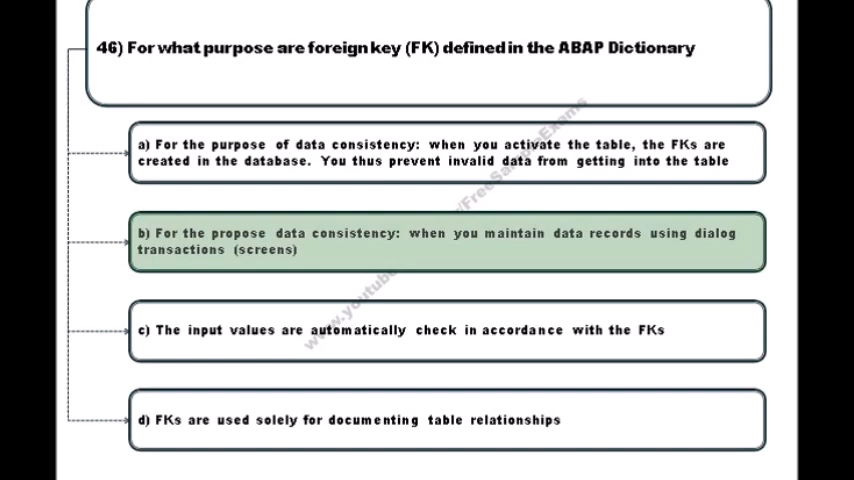 46) For what purpose are foreign key (FK) defined in the ABAP Dictionary
a) For the purpose of data consistency: when you activate the table, the FKs are
created in the database. You thus prevent invalid data from getting into the table
b) For the propose data consistency: when you maintain data records using dialog
transactions (screens)
c) The input values are automatically check in accordance with the FKs
d) FKs are used solely for documenting table relationships